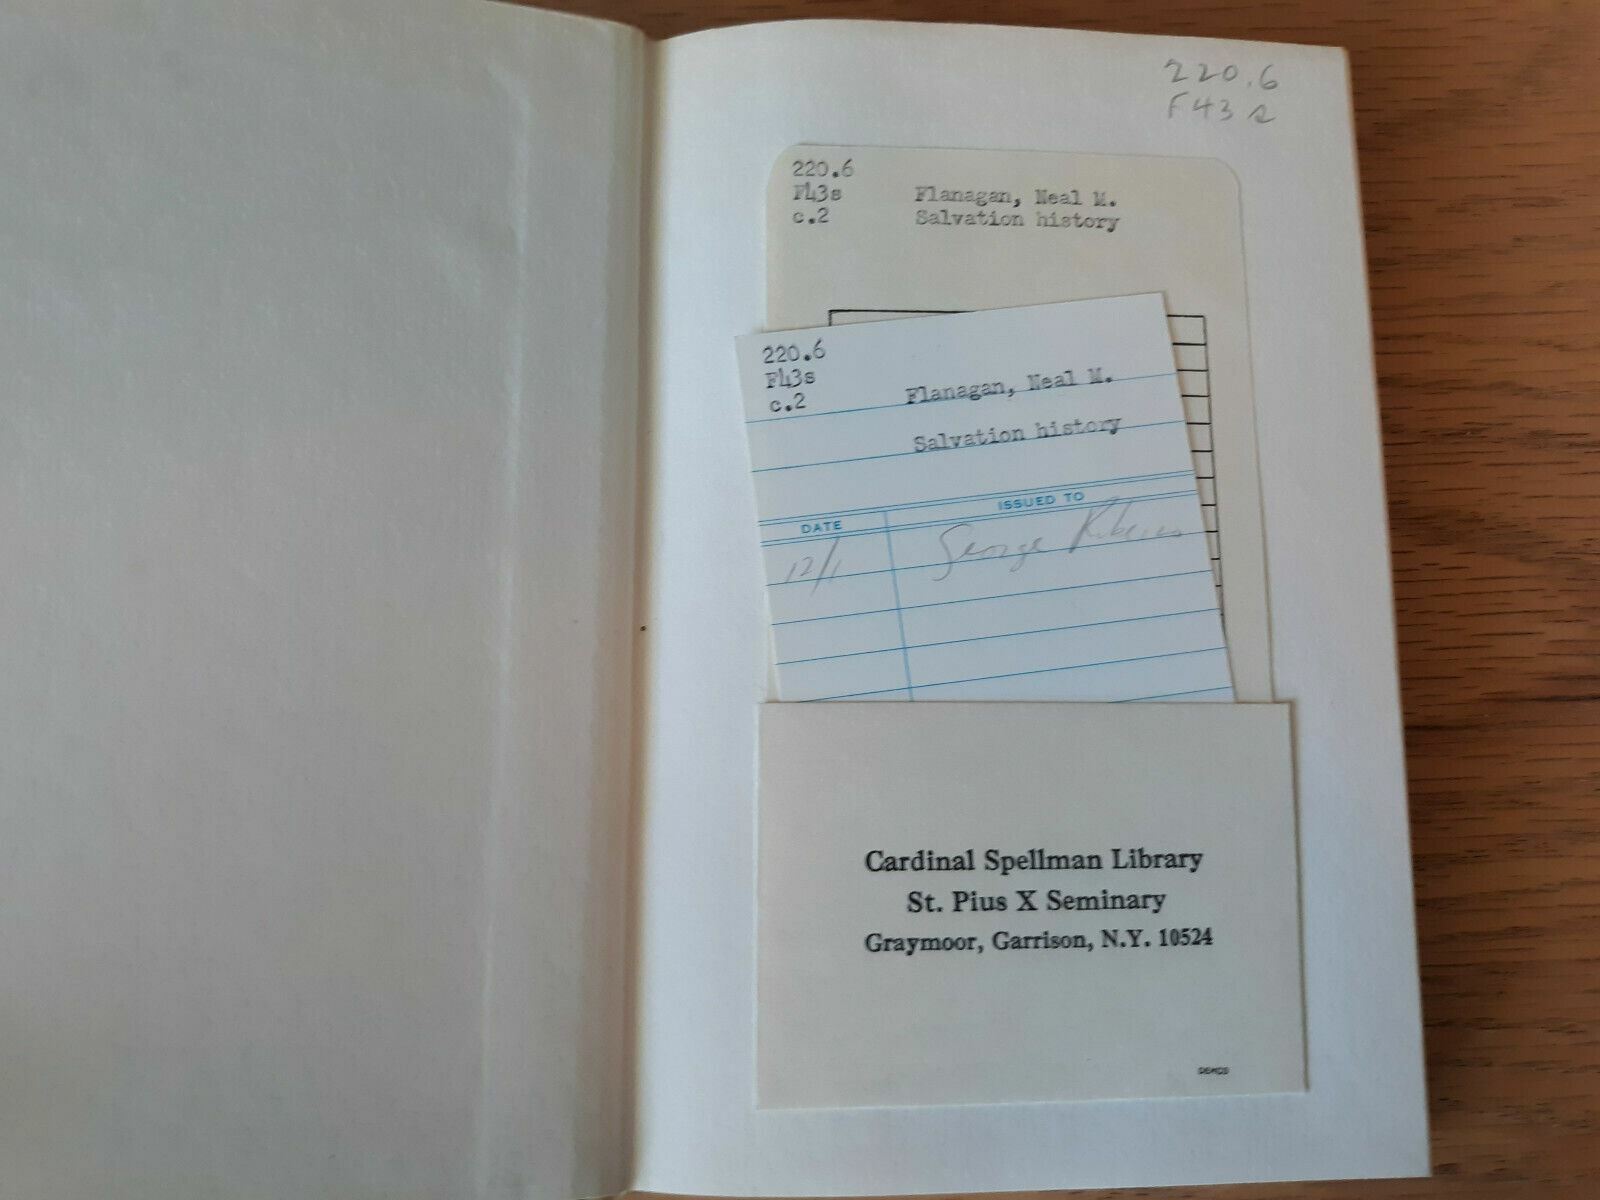 220.6
F43s
220.6
F43s Flanagan, Neal M.
c.2 Salvation history
220.6
F43s
c.2 Flanagan, Neal M.
Salvation history
DATE ISSUED TO
12/1 George
Cardinal Spellman Library
St. Pius X Seminary
Graymoor, Garrison, N.Y. 10524